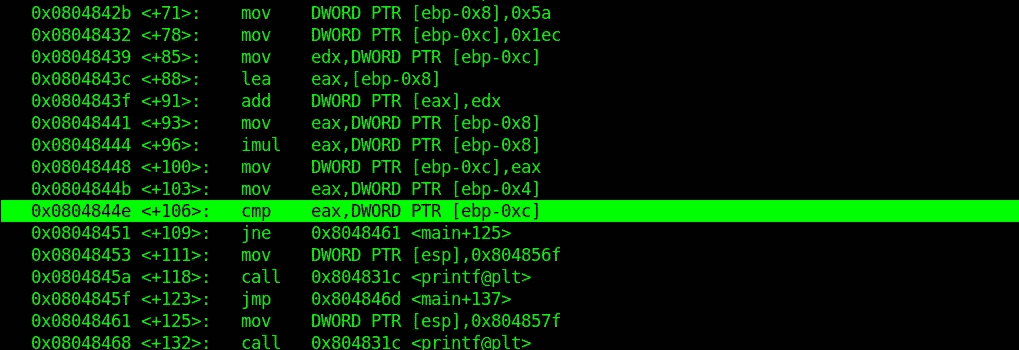 0x0804842b <+71>: mov DWORD PTR [ebp-0x8],0x5a
0x08048432 <+78>: mov DWORD PTR [ebp-0xc],0x1ec
0x08048439 <+85>: mov edx,DWORD PTR [ebp-0xc]
0x0804843c <+88>: lea eax,[ebp-0x8]
0x0804843f <+91>: add DWORD PTR [eax],edx
0x08048441 <+93>: mov eax,DWORD PTR [ebp-0x8]
0x08048444 <+96>: imul eax,DWORD PTR [ebp-0x8]
0x08048448 <+100>: mov DWORD PTR [ebp-0xc],eax
0x0804844b <+103>: mov eax,DWORD PTR [ebp-0x4]
0x0804844e <+106>: cmp eax,DWORD PTR [ebp-0xc]
0x08048451 <+109>: jne 0x8048461 <main+125>
0x08048453 <+111>: mov DWORD PTR [esp],0x804856f
0x0804845a <+118>: call 0x804831c <printf@plt>
0x0804845f <+123>: jmp 0x804846d <main+137>
0x08048461 <+125>: mov DWORD PTR [esp],0x804857f
0x08048468 <+132>: call 0x804831c <printf@plt>